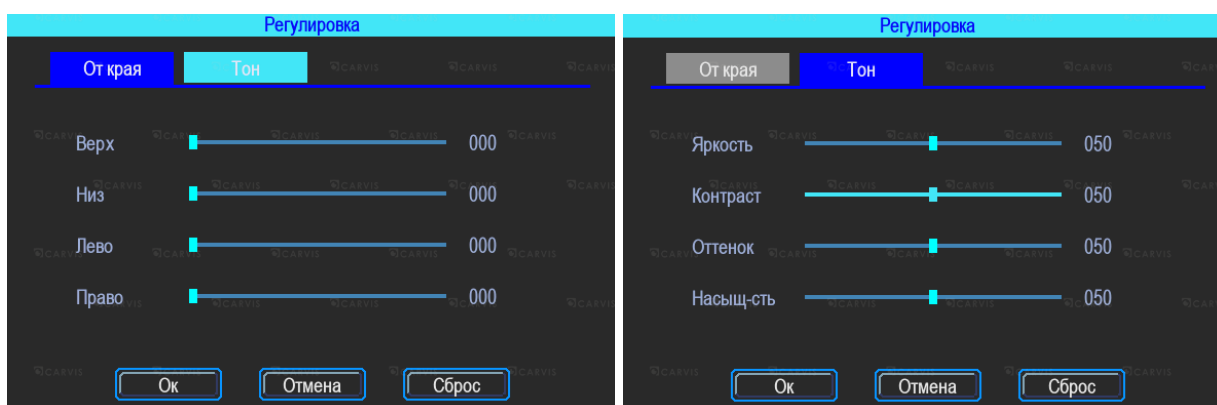 Регулировка
От края Тон
Верх 000
Низ 000
Лево 000
Право 000
Ок Отмена Сброс
Регулировка
От края Тон
Яркость 050
Контраст 050
Оттенок 050
Насыщ-сть 050
Ок Отмена Сброс
CARVIS